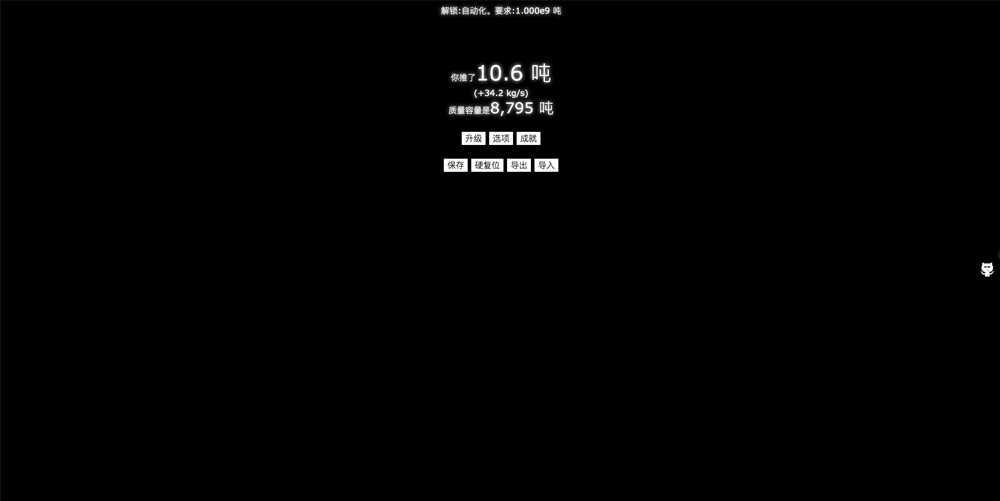 解锁:自动化。要求:1.000e9 吨
你推了10.6 吨
(+34.2 kg/s)
质量容量是8,795 吨
升级 选项 成就
保存 硬复位 导出 导入